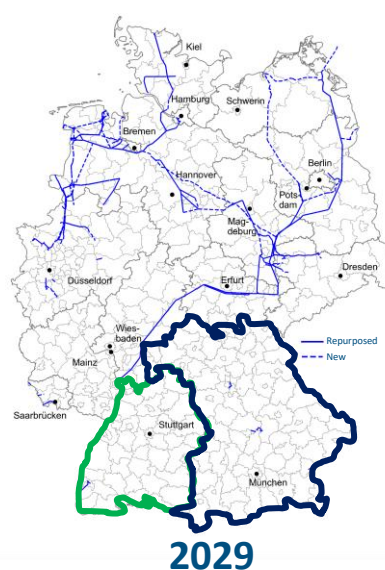 Kiel
Hamburg
Schwerin
Bremen
Berlin
Hannover
Pots-
dam
Mag-
deburg
Düsseldorf
Erfurt
Dresden
Wies-
baden
Repurposed
New
Mainz
Saarbrücken
Stuttgart
München
2029